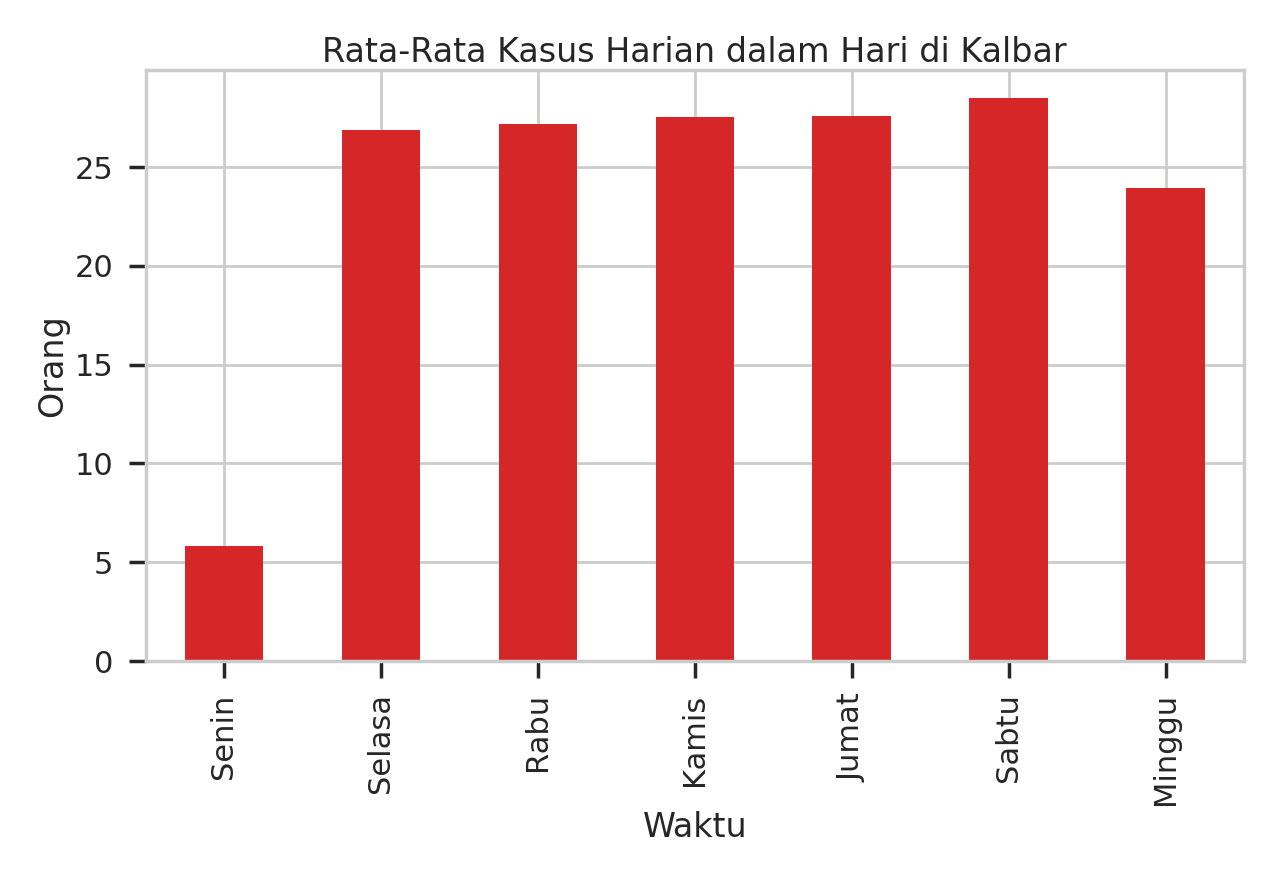 Rata-Rata Kasus Harian dalam Hari di Kalbar
Orang
25
20
15
10
5
0
Senin
Selasa
Rabu
Kamis
Jumat
Sabtu
Minggu
Waktu